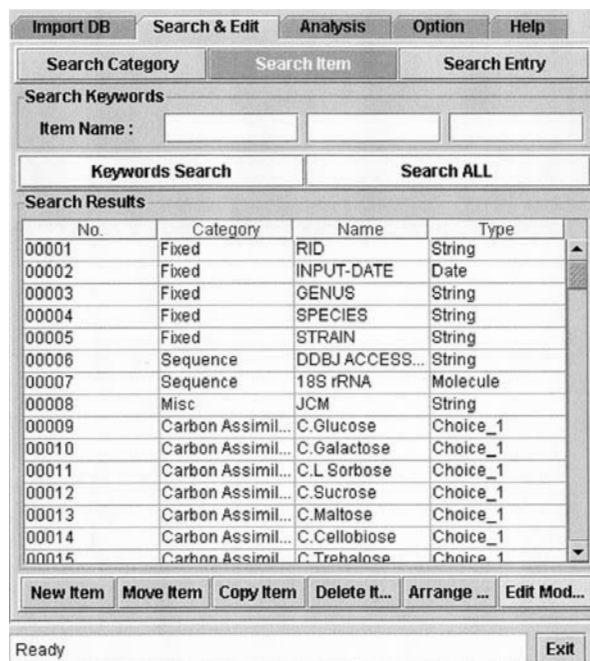 Import DB Search & Edit Analysis Option Help
Search Category Search Item Search Entry
Search Keywords
Item Name :
Keywords Search Search ALL
Search Results
No. Category Name Type
00001 Fixed RID String
00002 Fixed INPUT-DATE Date
00003 Fixed GENUS String
00004 Fixed SPECIES String
00005 Fixed STRAIN String
00006 Sequence DDBJ ACCESS... String
00007 Sequence 18S rRNA Molecule
00008 Misc JCM String
00009 Carbon Assimil... C.Glucose Choice_1
00010 Carbon Assimil... C.Galactose Choice_1
00011 Carbon Assimil... C.L Sorbose Choice_1
00012 Carbon Assimil... C.Sucrose Choice_1
00013 Carbon Assimil... C.Maltose Choice_1
00014 Carbon Assimil... C.Cellobiose Choice_1
00015 Carbon Assimil... C.Trehalose Choice_1
New Item Move Item Copy Item Delete It... Arrange ... Edit Mod...
Ready Exit